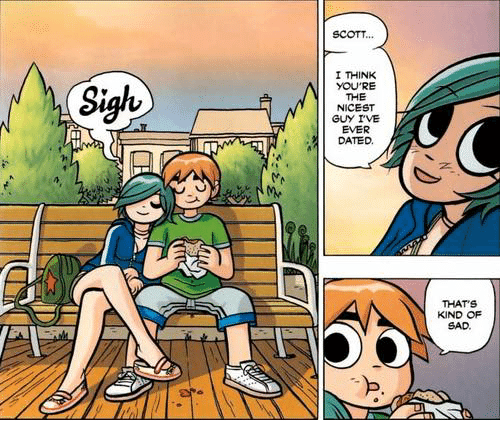 Sigh
SCOTT...
I THINK
YOU'RE
THE
NICEST
GUY I'VE
EVER
DATED.
THAT'S
KIND OF
SAD.